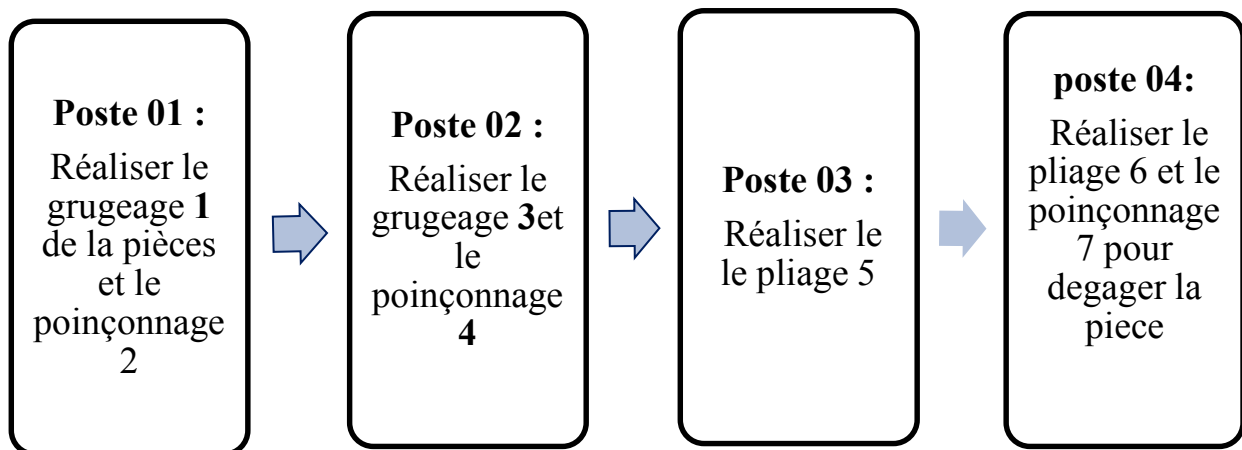 Poste 01 :
Réaliser le
grugeage 1
de la pièces
et le
poinçonnage
2
Poste 02 :
Réaliser le
grugeage 3et
le
poinçonnage
4
Poste 03 :
Réaliser le
le pliage 5
poste 04:
Réaliser le
pliage 6 et le
poinçonnage
7 pour
degager la
piece